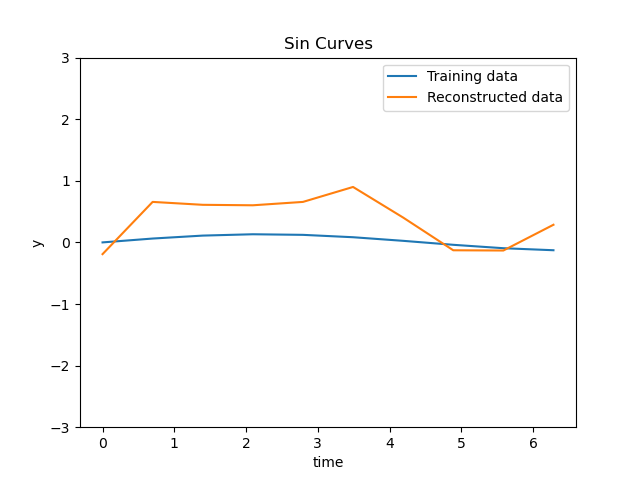 Sin Curves
Training data
Reconstructed data
3
2
1
0
−1
−2
−3
y
0 1 2 3 4 5 6
time